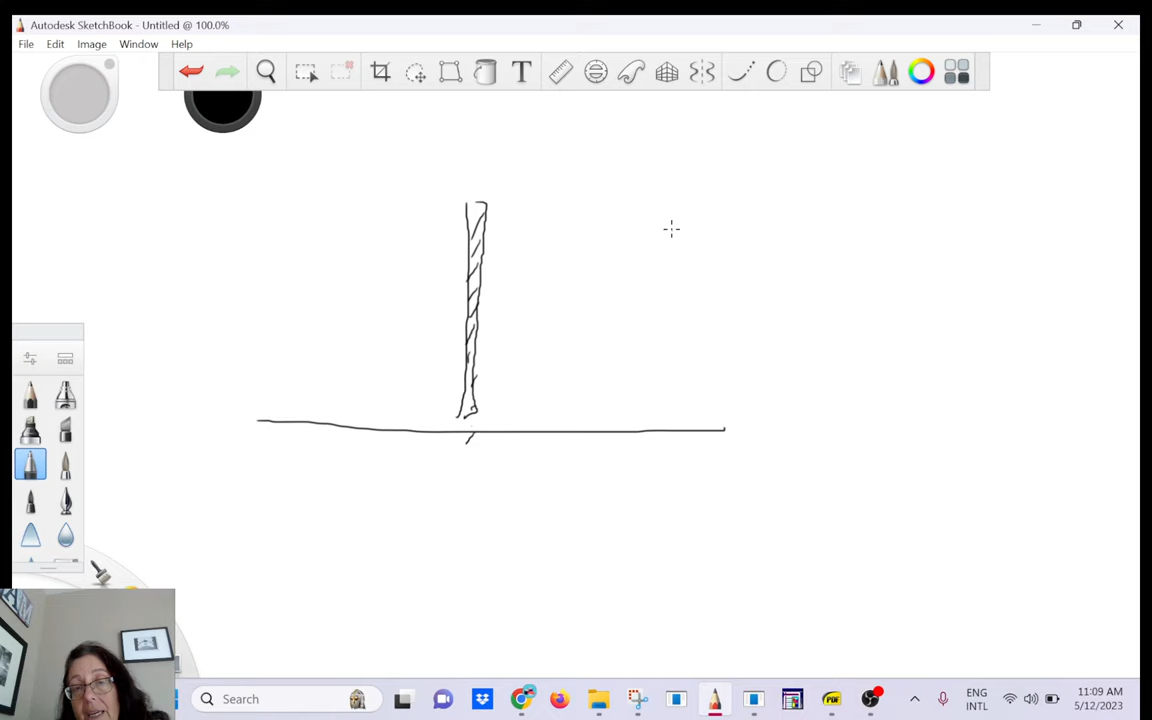 Autodesk SketchBook - Untitled @ 100.0%
File Edit Image Window Help
T
Search
ENG
INTL
11:09 AM
5/12/2023